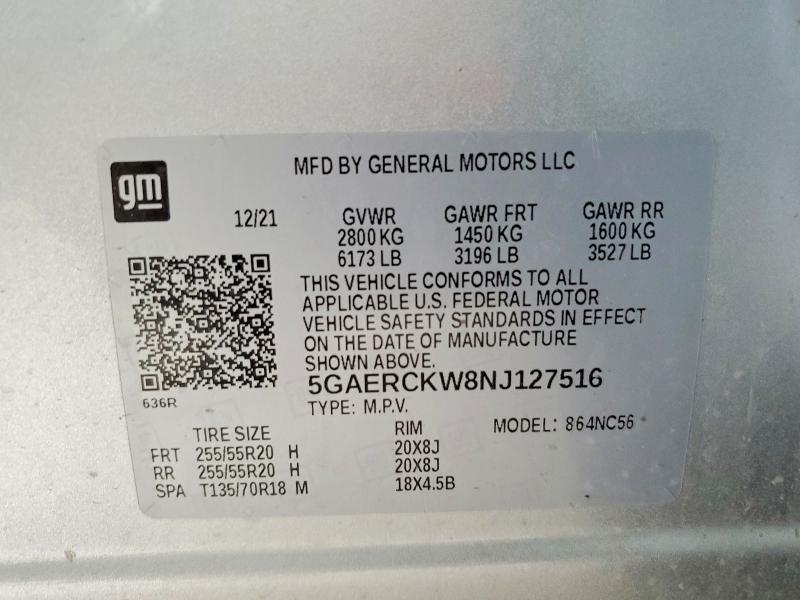 gm
MFD BY GENERAL MOTORS LLC
12/21 GVWR GAWR FRT GAWR RR
2800 KG 1450 KG 1600 KG
6173 LB 3196 LB 3527 LB
THIS VEHICLE CONFORMS TO ALL
APPLICABLE U.S. FEDERAL MOTOR
VEHICLE SAFETY STANDARDS IN EFFECT
ON THE DATE OF MANUFACTURE
SHOWN ABOVE.
5GAERCKW8NJ127516
636R
TYPE: M.P.V.
MODEL: 864NC56
TIRE SIZE RIM
FRT 255/55R20 H 20X8J
RR 255/55R20 H 20X8J
SPA T135/70R18 M 18X4.5B